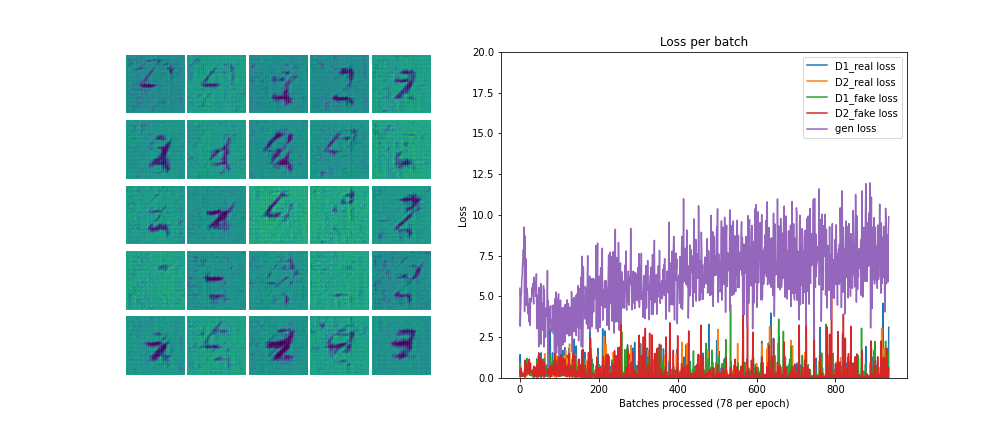 Loss per batch
20.0
17.5
15.0
12.5
10.0
7.5
5.0
2.5
0.0
Loss
D1_real loss
D2_real loss
D1_fake loss
D2_fake loss
gen loss
0 200 400 600 800
Batches processed (78 per epoch)